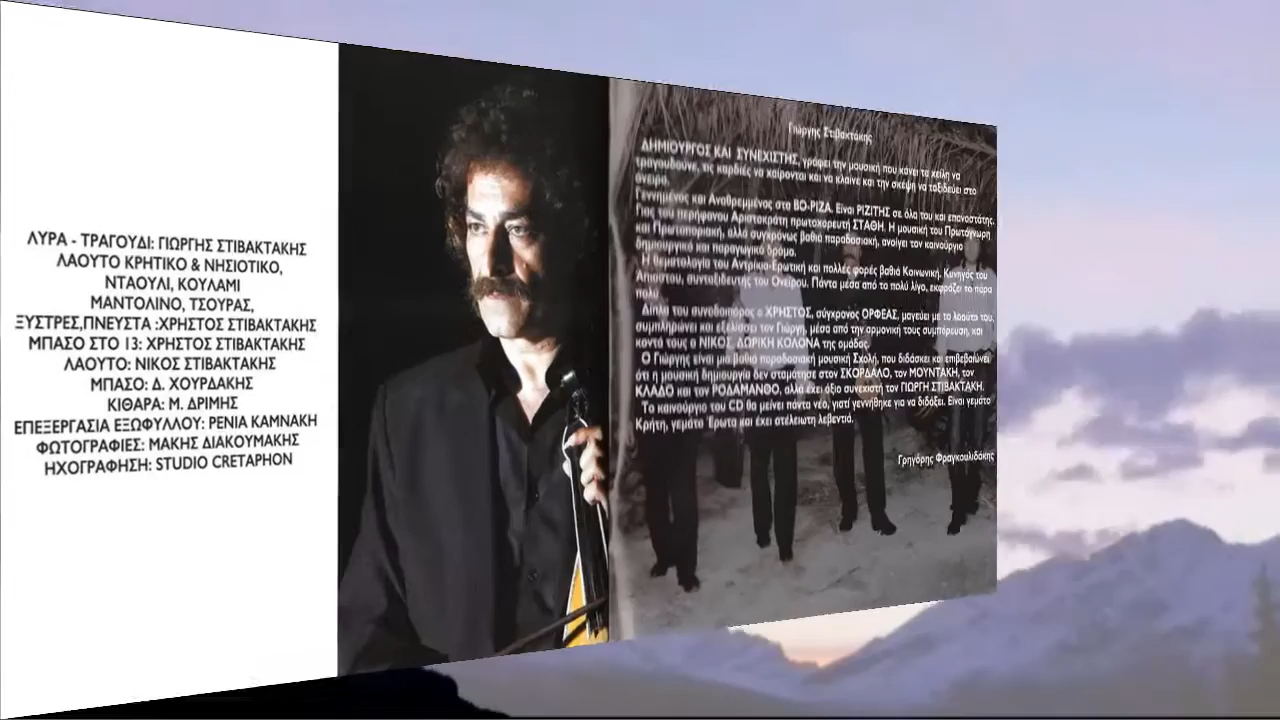 ΛΥΡΑ - ΤΡΑΓΟΥΔΙ: ΓΙΩΡΓΗΣ ΣΤΙΒΑΚΤΑΚΗΣ
ΛΑΟΥΤΟ ΚΡΗΤΙΚΟ & ΝΗΣΙΟΤΙΚΟ,
ΝΤΑΟΥΛΙ, ΚΟΥΛΑΜΙ
ΜΑΝΤΟΛΙΝΟ, ΤΣΟΥΡΑΣ,
ΞΥΣΤΡΕΣ,ΠΝΕΥΣΤΑ :ΧΡΗΣΤΟΣ ΣΤΙΒΑΚΤΑΚΗΣ
ΜΠΑΣΟ ΣΤΟ 13: ΧΡΗΣΤΟΣ ΣΤΙΒΑΚΤΑΚΗΣ
ΛΑΟΥΤΟ: ΝΙΚΟΣ ΣΤΙΒΑΚΤΑΚΗΣ
ΜΠΑΣΟ: Δ. ΧΟΥΡΔΑΚΗΣ
ΚΙΘΑΡΑ: Μ. ΔΡΙΜΗΣ
ΕΠΕΞΕΡΓΑΣΙΑ ΕΞΩΦΥΛΛΟΥ: ΡΕΝΙΑ ΚΑΜΝΑΚΗ
ΦΩΤΟΓΡΑΦΙΕΣ: ΜΑΚΗΣ ΔΙΑΚΟΥΜΑΚΗΣ
ΗΧΟΓΡΑΦΗΣΗ: STUDIO CRETAPHON
Γιώργης Στιβακτάκης
ΔΗΜΙΟΥΡΓΟΣ ΚΑΙ ΣΥΝΕΧΙΣΤΗΣ, γράφει την μουσική που κάνει τα χείλη να
τραγουδούνε, τις καρδιές να χαίρονται και να κλαίνε και την σκέψη να ταξιδεύει στο
όνειρο.
Γεννημένος και Αναθρεμμένος στα ΒΟ-ΡΙΖΑ. Είναι ΡΙΖΙΤΗΣ σε όλα του και επαναστάτης.
Γιος του περήφανου Αριστοκράτη πρωτοχορευτή ΣΤΑΘΗ. Η μουσική του Πρωτόγνωρη
και Πρωτοποριακή, αλλά συγχρόνως βαθιά παραδοσιακή, ανοίγει τον καινούργιο
δημιουργικό και παραγωγικό δρόμο.
Η θεματολογία του Αντρίκια-Ερωτική και πολλές φορές βαθιά Κοινωνική. Κυνηγός του
Άπιαστου, συνταξιδευτής του Ονείρου. Πάντα μέσα από το πολύ λίγο, εκφράζει το πάρα
πολύ.
Δίπλα του συνοδοιπόρος ο ΧΡΗΣΤΟΣ, σύγχρονος ΟΡΦΕΑΣ, μαγεύει με το λαούτο του,
συμπληρώνει και εξελίσσει τον Γιώργη, μέσα από την αρμονική τους συμπόρευση, και
κοντά τους ο ΝΙΚΟΣ, ΔΩΡΙΚΗ ΚΟΛΟΝΑ της ομάδας.
Ο Γιώργης είναι μια βαθιά παραδοσιακή μουσική Σχολή, που διδάσκει και επιβεβαιώνει
ότι η μουσική δημιουργία δεν σταμάτησε στον ΣΚΟΡΔΑΛΟ, τον ΜΟΥΝΤΑΚΗ, τον
ΚΛΑΔΟ και τον ΡΟΔΑΜΑΝΘΟ, αλλά έχει άξιο συνεχιστή τον ΓΙΩΡΓΗ ΣΤΙΒΑΚΤΑΚΗ.
Το καινούργιο του CD θα μείνει πάντα νέο, γιατί γεννήθηκε για να διδάξει. Είναι γεμάτο
Κρήτη, γεμάτο Έρωτα και έχει ατέλειωτη λεβεντιά.
Γρηγόρης Φραγκουλιδάκης